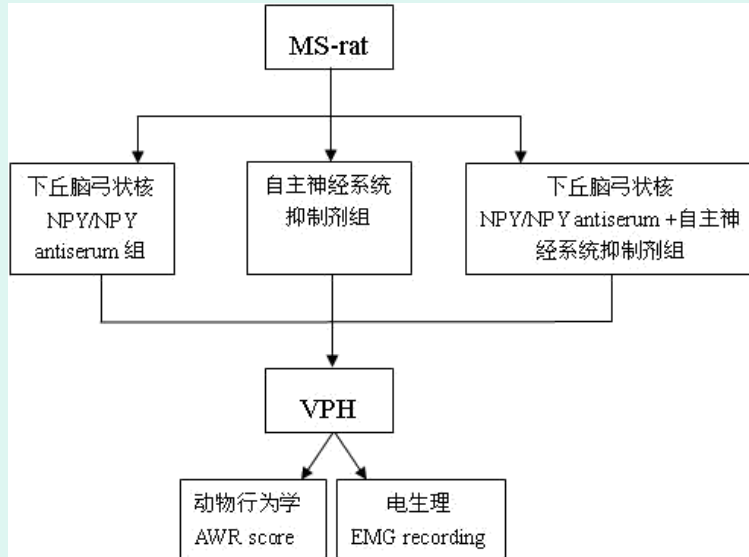 MS-rat
下丘脑弓状核
NPY/NPY
antiserum 组
自主神经系统
抑制剂组
下丘脑弓状核
NPY/NPY antiserum +自主神
经系统抑制剂组
VPH
动物行为学
AWR score
电生理
EMG recording